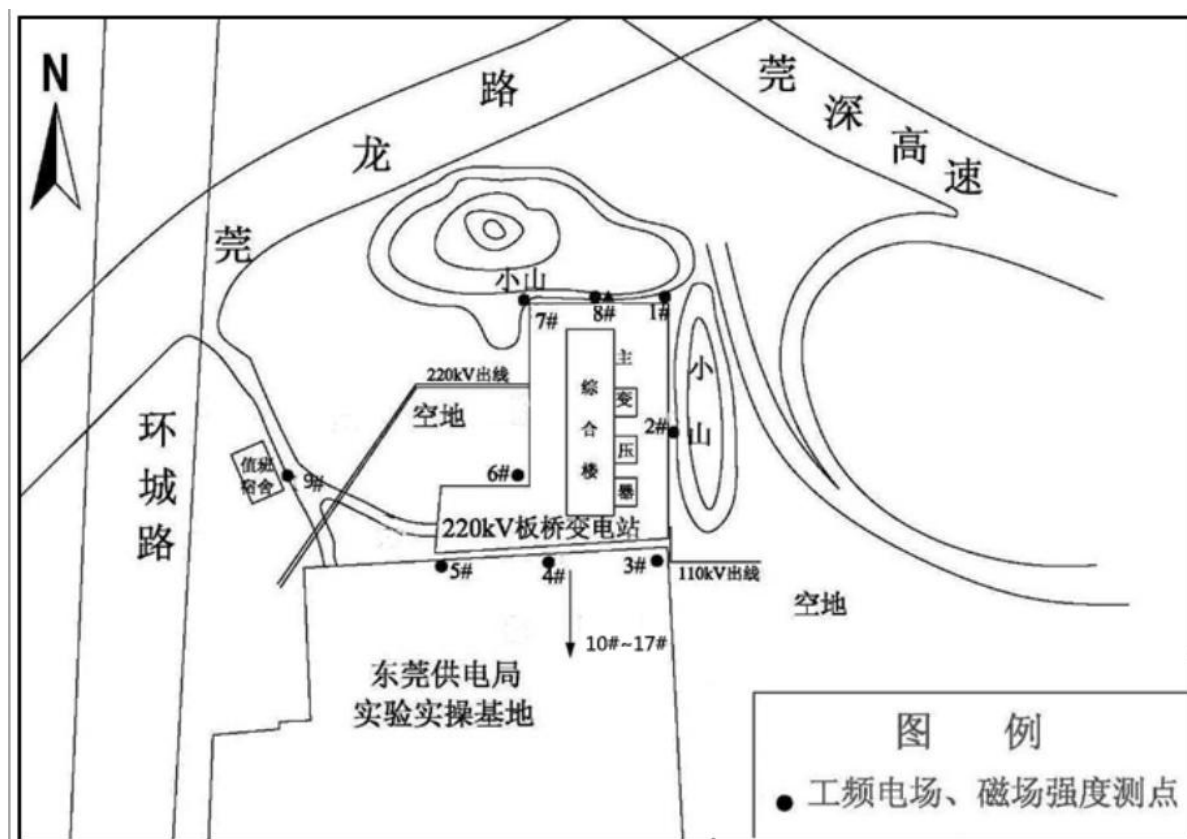 N
莞龙路
莞深高速
小山
7#
8#
1#
小山
主变压器
综合楼
220kV出线
空地
2#
6#
环城路
值班
宿舍
9#
220kV板桥变电站
5#
4#
3#
110kV出线
空地
10#~17#
东莞供电局
实验实操基地
图 例
工频电场、磁场强度测点